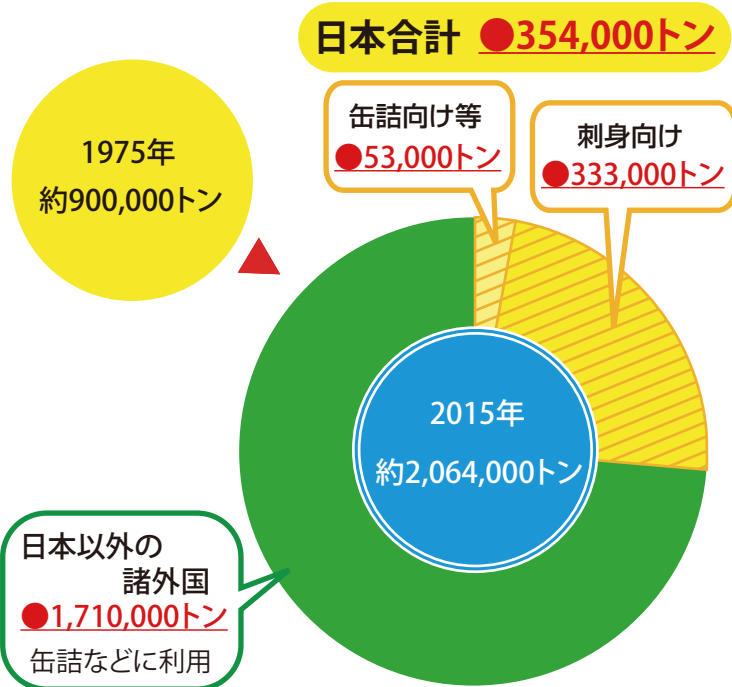 日本合計 ●354,000トン
1975年
約900,000トン
缶詰向け等
●53,000トン
刺身向け
●333,000トン
2015年
約2,064,000トン
日本以外の
諸外国
●1,710,000トン
缶詰などに利用